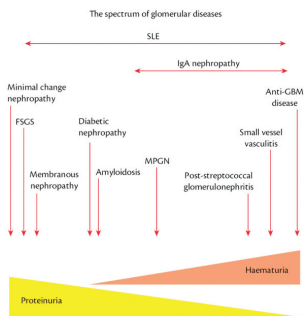 The spectrum of glomerular diseases
SLE
IgA nephropathy
Minimal change
nephropathy
Anti-GBM
disease
FSGS
Diabetic
nephropathy
Small vessel
vasculitis
Membranous
nephropathy
Amyloidosis
MPGN
Post-streptococcal
glomerulonephritis
Haematuria
Proteinuria